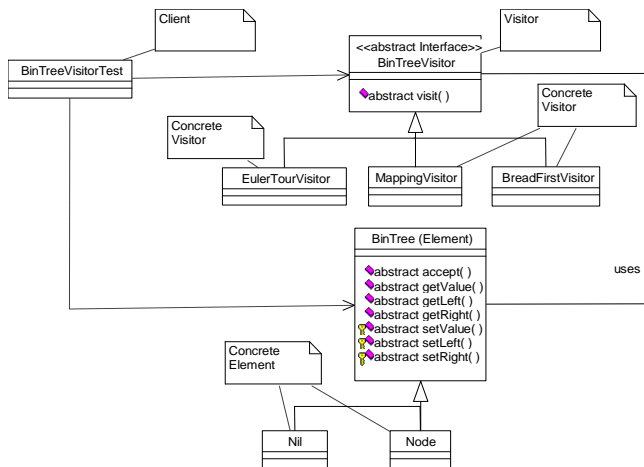 Client
BinTreeVisitorTest
<<abstract Interface>>
BinTreeVisitor
abstract visit( )
Visitor
Concrete
Visitor
Concrete
Visitor
EulerTourVisitor
MappingVisitor
BreadFirstVisitor
BinTree (Element)
abstract accept( )
abstract getValue( )
abstract getLeft( )
abstract getRight( )
abstract setValue( )
abstract setLeft( )
abstract setRight( )
uses
Concrete
Element
Nil
Node